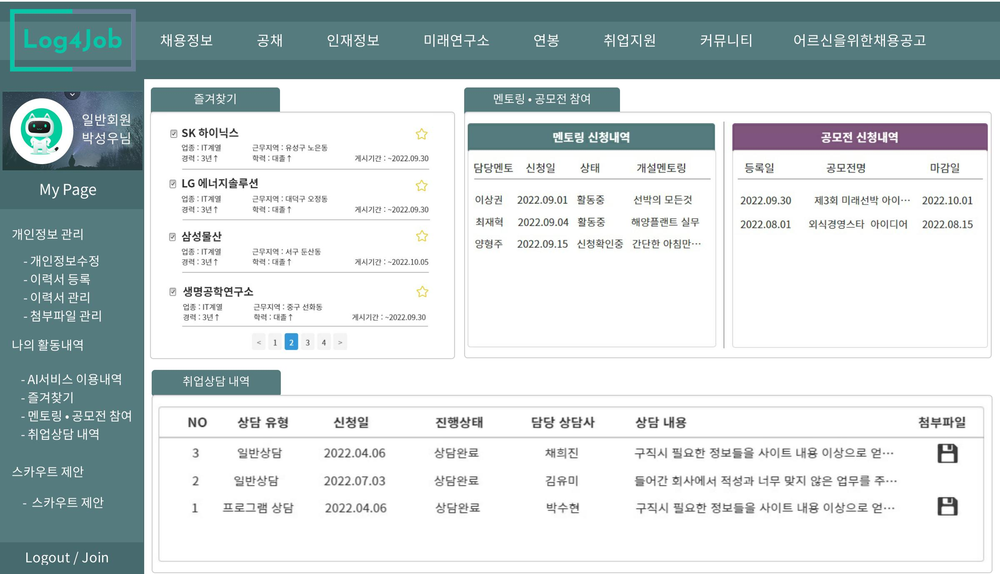 Log4Job
채용정보 공채 인재정보 미래연구소 연봉 취업지원 커뮤니티 어르신을위한채용공고
일반회원
박성우님
My Page
개인정보 관리
- 개인정보수정
- 이력서 등록
- 이력서 관리
- 첨부파일 관리
나의 활동내역
- AI서비스 이용내역
- 즐겨찾기
- 멘토링 • 공모전 참여
- 취업상담 내역
스카우트 제안
- 스카우트 제안
Logout / Join
즐겨찾기
SK 하이닉스
업종 : IT계열 근무지역 : 유성구 노은동
경력 : 3년↑ 학력 : 대졸↑ 게시기간 : ~2022.09.30
LG 에너지솔루션
업종 : IT계열 근무지역 : 대덕구 오정동
경력 : 3년↑ 학력 : 대졸↑ 게시기간 : ~2022.09.30
삼성물산
업종 : IT계열 근무지역 : 서구 둔산동
경력 : 3년↑ 학력 : 대졸↑ 게시기간 : ~2022.10.05
생명공학연구소
업종 : IT계열 근무지역 : 중구 선화동
경력 : 3년↑ 학력 : 대졸↑ 게시기간 : ~2022.09.30
< 1 2 3 4 >
멘토링 • 공모전 참여
멘토링 신청내역
담당멘토 신청일 상태 개설멘토링
이상권 2022.09.01 활동중 선박의 모든것
최재혁 2022.09.04 활동중 해양플랜트 실무
양형주 2022.09.15 신청확인중 간단한 아침만…
공모전 신청내역
등록일 공모전명 마감일
2022.09.30 제3회 미래선박 아이… 2022.10.01
2022.08.01 외식경영스타 아이디어 2022.08.15
취업상담 내역
NO 상담 유형 신청일 진행상태 담당 상담사 상담 내용 첨부파일
3 일반상담 2022.04.06 상담완료 채희진 구직시 필요한 정보들을 사이트 내용 이상으로 얻…
2 일반상담 2022.07.03 상담완료 김유미 들어간 회사에서 적성과 너무 맞지 않은 업무를 주…
1 프로그램 상담 2022.04.06 상담완료 박수현 구직시 필요한 정보들을 사이트 내용 이상으로 얻…